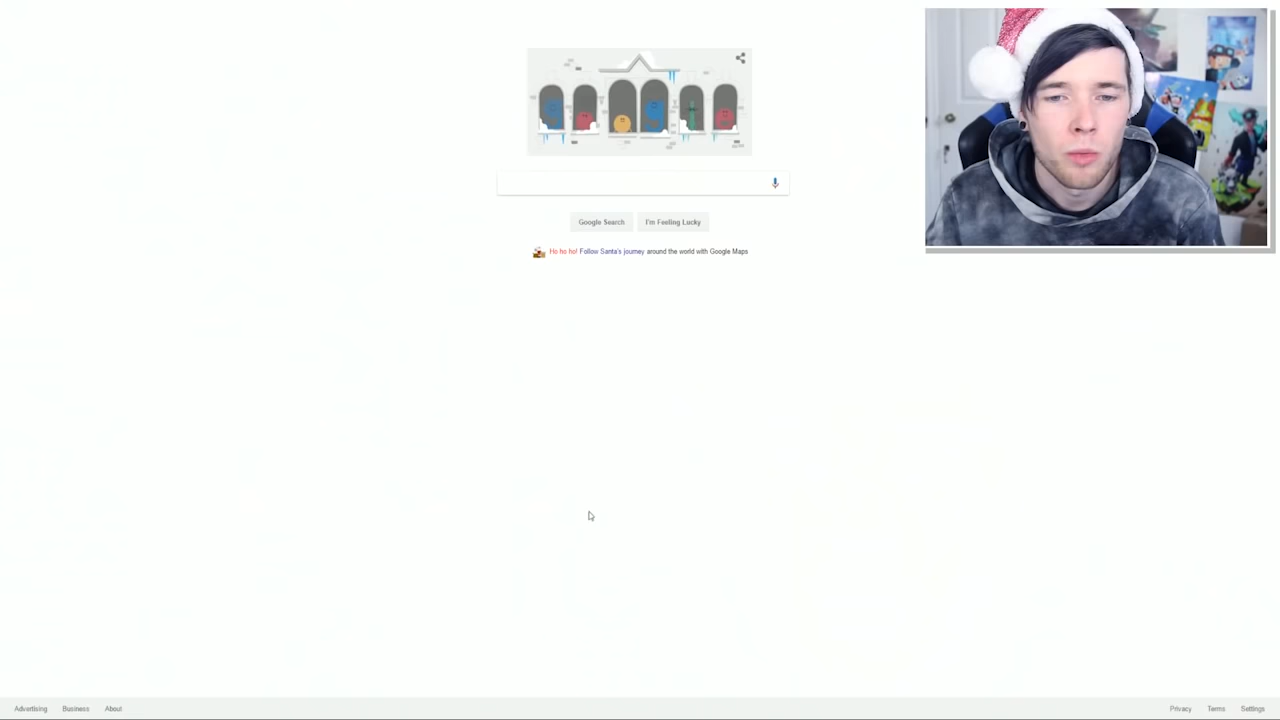 Google Search
I'm Feeling Lucky
Ho ho ho! Follow Santa's journey around the world with Google Maps
Advertising
Business
About
Privacy
Terms
Settings